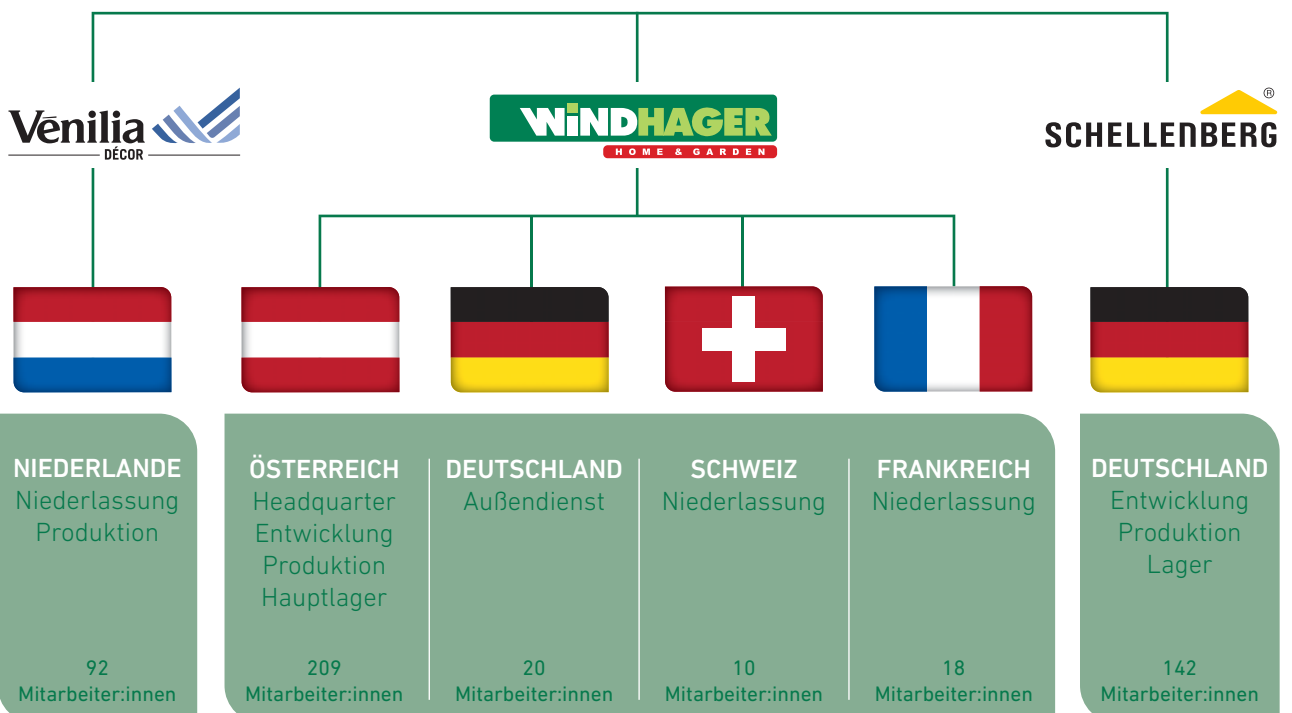 Vēnilia
DÉCOR
WiNDHAGER
HOME & GARDEN
®
SCHELLENBERG
NIEDERLANDE
Niederlassung
Produktion
92
Mitarbeiter:innen
ÖSTERREICH
Headquarter
Entwicklung
Produktion
Hauptlager
209
Mitarbeiter:innen
DEUTSCHLAND
Außendienst
20
Mitarbeiter:innen
SCHWEIZ
Niederlassung
10
Mitarbeiter:innen
FRANKREICH
Niederlassung
18
Mitarbeiter:innen
DEUTSCHLAND
Entwicklung
Produktion
Lager
142
Mitarbeiter:innen